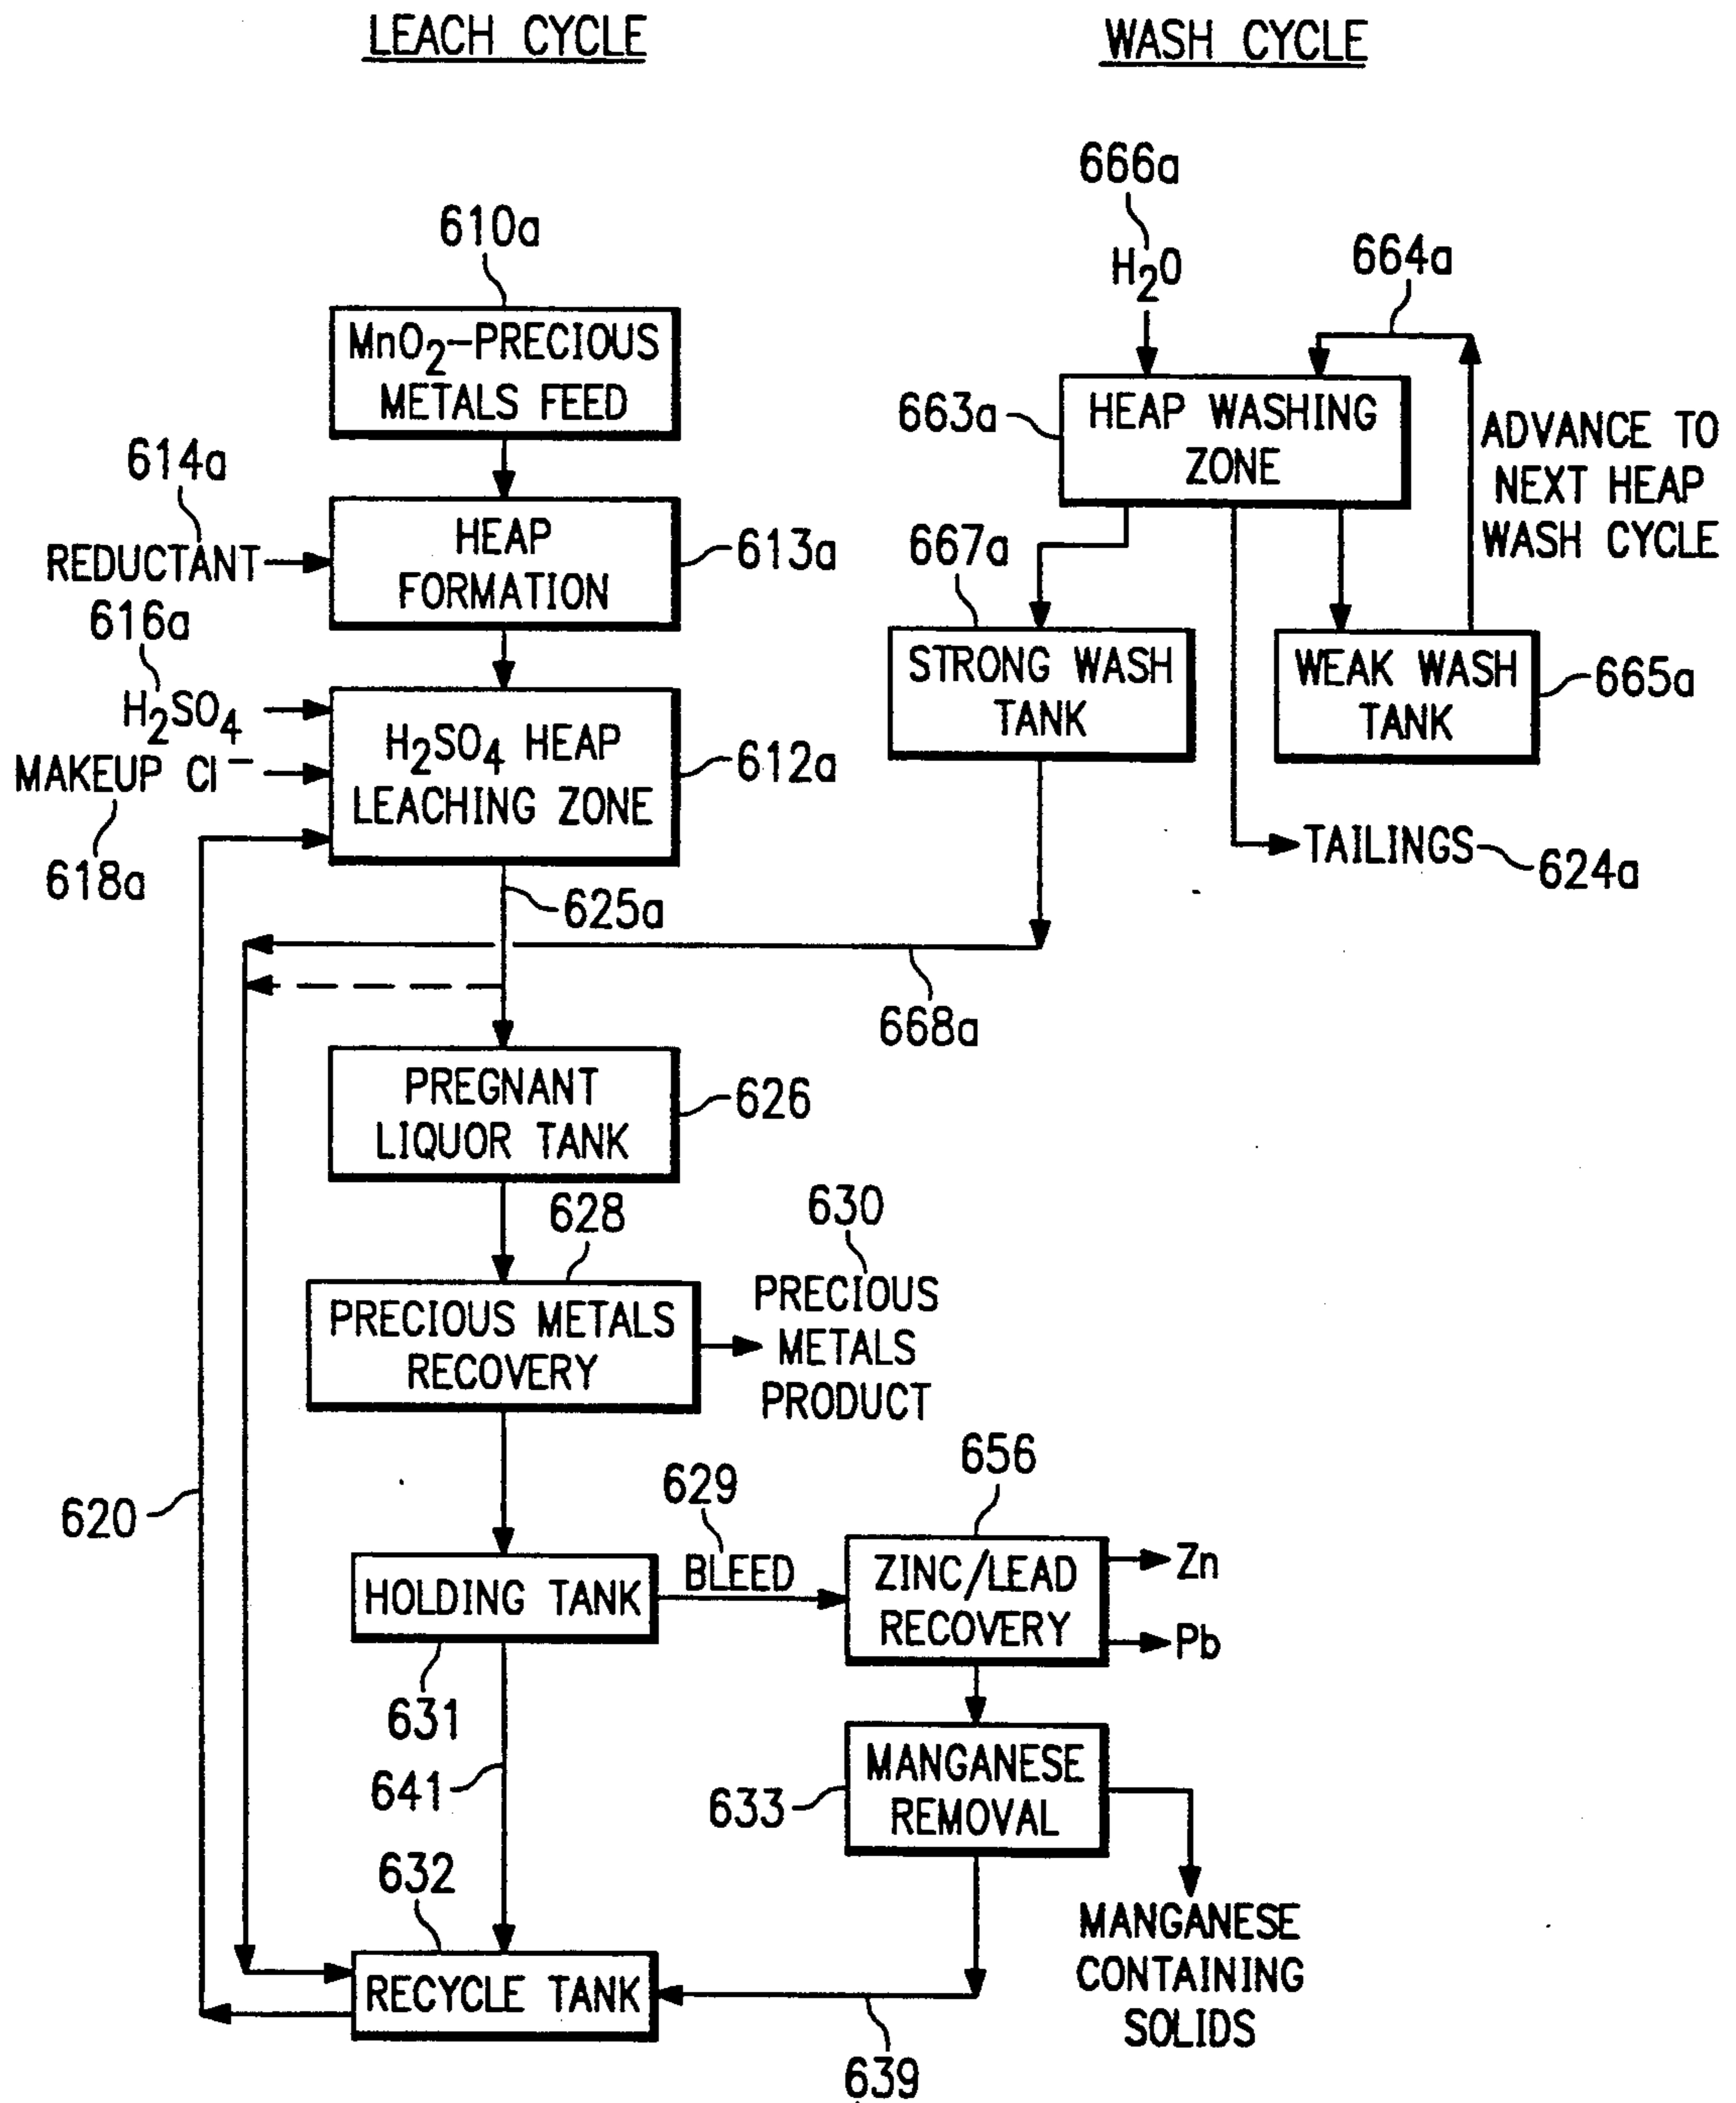 LEACH CYCLE
WASH CYCLE
666a
H2O
664a
610a
MnO2-PRECIOUS
METALS FEED
663a
HEAP WASHING
ZONE
ADVANCE TO
NEXT HEAP
WASH CYCLE
614a
REDUCTANT
HEAP
FORMATION
613a
667a
STRONG WASH
TANK
WEAK WASH
TANK
665a
616a
H2SO4
MAKEUP Cl−
618a
H2SO4 HEAP
LEACHING ZONE
612a
TAILINGS
624a
625a
668a
PREGNANT
LIQUOR TANK
626
628
630
PRECIOUS METALS
RECOVERY
PRECIOUS
METALS
PRODUCT
620
629
BLEED
656
HOLDING TANK
ZINC/LEAD
RECOVERY
Zn
Pb
631
641
633
MANGANESE
REMOVAL
632
RECYCLE TANK
MANGANESE
CONTAINING
SOLIDS
639